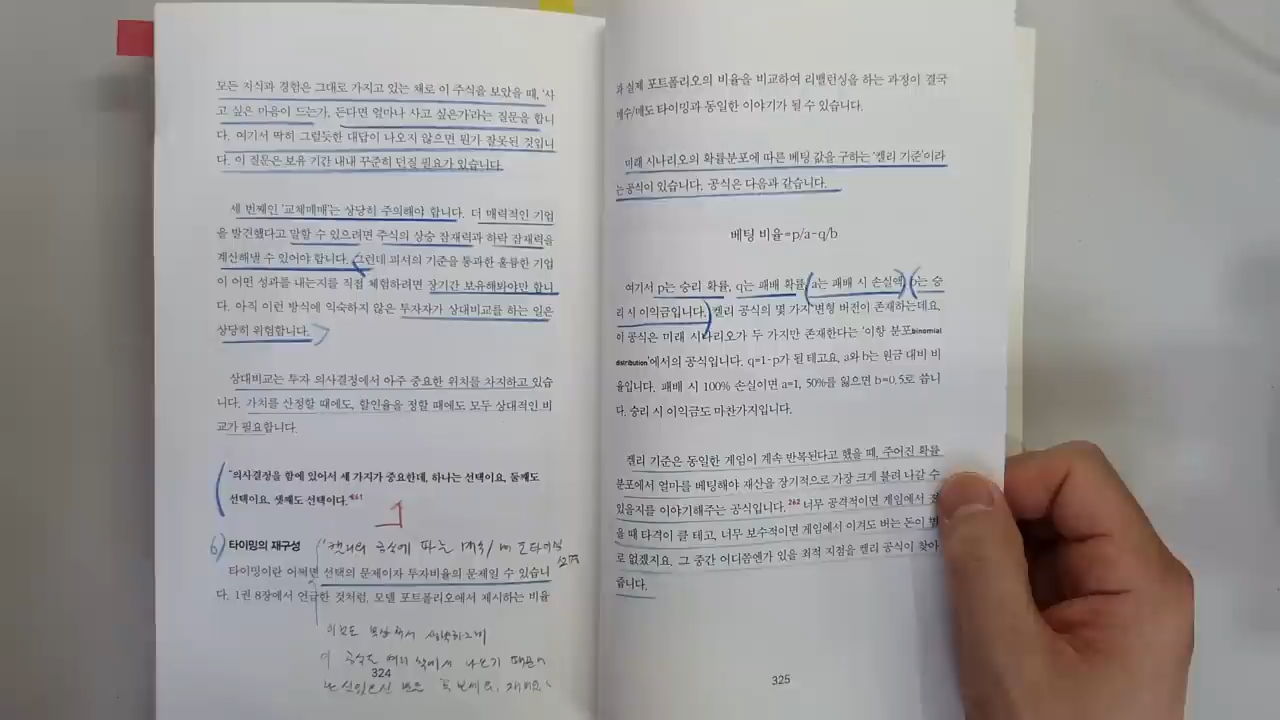 모든 지식과 경험은 그대로 가지고 있는 채로 이 주식을 보았을 때, '사
고 싶은 마음이 드는가, 든다면 얼마나 사고 싶은가'라는 질문을 합니
다. 여기서 딱히 그럴듯한 대답이 나오지 않으면 뭔가 잘못된 것입니
다. 이 질문은 보유 기간 내내 꾸준히 던질 필요가 있습니다.
세 번째인 '교체매매'는 상당히 주의해야 합니다. 더 매력적인 기업
을 발견했다고 말할 수 있으려면 주식의 상승 잠재력과 하락 잠재력을
계산해낼 수 있어야 합니다. 그런데 피셔의 기준을 통과한 훌륭한 기업
이 어떤 성과를 내는지를 직접 체험하려면 장기간 보유해봐야만 합니
다. 아직 이런 방식에 익숙하지 않은 투자자가 상대비교를 하는 일은
상당히 위험합니다.
상대비교는 투자 의사결정에서 아주 중요한 위치를 차지하고 있습
니다. 가치를 산정할 때에도, 할인율을 정할 때에도 모두 상대적인 비
교가 필요합니다.
"의사결정을 함에 있어서 세 가지가 중요한데, 하나는 선택이요, 둘째도
선택이요, 셋째도 선택이다."261
6) 타이밍의 재구성
타이밍이란 어쩌면 선택의 문제이자 투자비율의 문제일 수 있습니
다. 1권 8장에서 언급한 것처럼, 모델 포트폴리오에서 제시하는 비율
324
과 실제 포트폴리오의 비율을 비교하여 리밸런싱을 하는 과정이 결국
매수/매도 타이밍과 동일한 이야기가 될 수 있습니다.
미래 시나리오의 확률분포에 따른 베팅 값을 구하는 '켈리 기준'이라
는 공식이 있습니다. 공식은 다음과 같습니다.
베팅 비율=p/a-q/b
여기서 p는 승리 확률, q는 패배 확률, a는 패배 시 손실액, b는 승
리 시 이익금입니다. 켈리 공식의 몇 가지 변형 버전이 존재하는데요,
이 공식은 미래 시나리오가 두 가지만 존재한다는 '이항 분포binomial
distribution'에서의 공식입니다. q=1-p가 될 테고요, a와 b는 원금 대비 비
율입니다. 패배 시 100% 손실이면 a=1, 50%를 잃으면 b=0.5로 씁니
다. 승리 시 이익금도 마찬가지입니다.
켈리 기준은 동일한 게임이 계속 반복된다고 했을 때, 주어진 확률
분포에서 얼마를 베팅해야 재산을 장기적으로 가장 크게 불려 나갈 수
있을지를 이야기해주는 공식입니다.262 너무 공격적이면 게임에서
을 때 타격이 클 테고, 너무 보수적이면 게임에서 이겨도 버는 돈이
로 없겠지요. 그 중간 어디쯤엔가 있을 최적 지점을 켈리 공식이 찾아
줍니다.
325